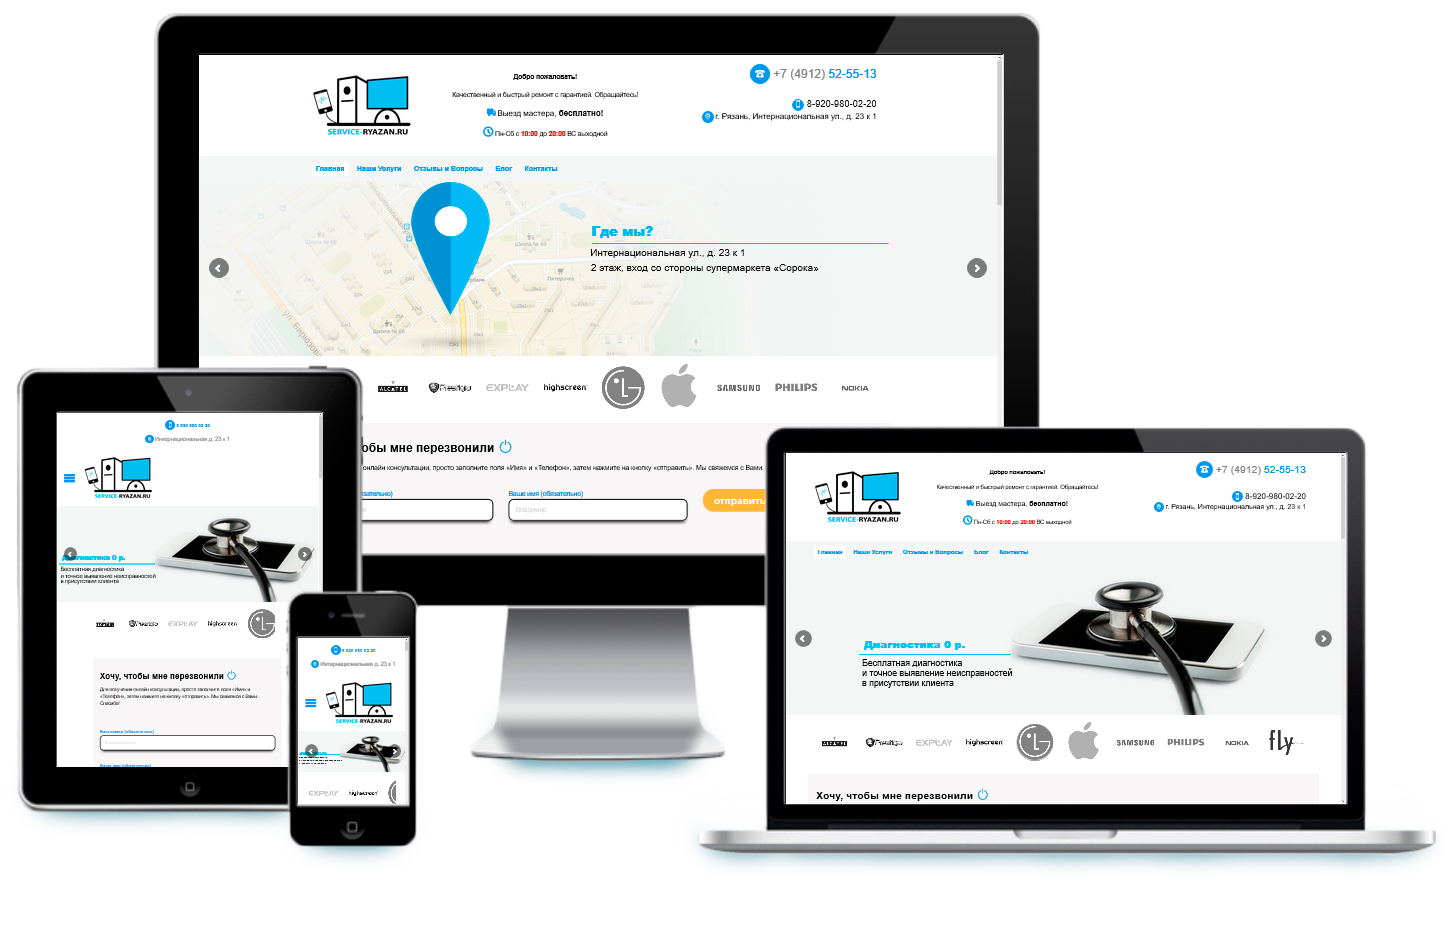 SERVICE-RYAZAN.RU
Добро пожаловать!
Качественный и быстрый ремонт с гарантией. Обращайтесь!
Выезд мастера, бесплатно!
Пн-Сб с 10:00 до 20:00 ВС выходной
+7 (4912) 52-55-13
8-920-980-02-20
г. Рязань, Интернациональная ул., д. 23 к 1
Главная Наши Услуги Отзывы и Вопросы Блог Контакты
Где мы?
Интернациональная ул., д. 23 к 1
2 этаж, вход со стороны супермаркета «Сорока»
ALCATEL Prestigio EXPLAY highscreen LG SAMSUNG PHILIPS NOKIA
обы мне перезвонили
онлайн консультации, просто заполните поля «Имя» и «Телефон», затем нажмите на кнопку «отправить». Мы свяжемся с Вами.
Ваше имя (обязательно)
Владимир
отправить
8 920 980 02 20
Интернациональная д. 23 к 1
SERVICE-RYAZAN.RU
Диагностика 0 р.
Бесплатная диагностика
и точное выявление неисправностей
в присутствии клиента
ALCATEL Prestigio EXPLAY highscreen LG
Хочу, чтобы мне перезвонили
Для получения онлайн консультации, просто заполните поля «Имя» и
«Телефон», затем нажмите на кнопку «отправить». Мы свяжемся с Вами.
Спасибо!
Ваш номер (обязательно)
Ваше имя (обязательно)
8 920 980 02 20
Интернациональная д. 23 к 1
SERVICE-RYAZAN.RU
EXPLAY highscreen
SERVICE-RYAZAN.RU
Добро пожаловать!
Качественный и быстрый ремонт с гарантией. Обращайтесь!
Выезд мастера, бесплатно!
Пн-Сб с 10:00 до 20:00 ВС выходной
+7 (4912) 52-55-13
8-920-980-02-20
г. Рязань, Интернациональная ул., д. 23 к 1
Главная Наши Услуги Отзывы и Вопросы Блог Контакты
Диагностика 0 р.
Бесплатная диагностика
и точное выявление неисправностей
в присутствии клиента
ALCATEL Prestigio EXPLAY highscreen LG SAMSUNG PHILIPS NOKIA fly
Хочу, чтобы мне перезвонили